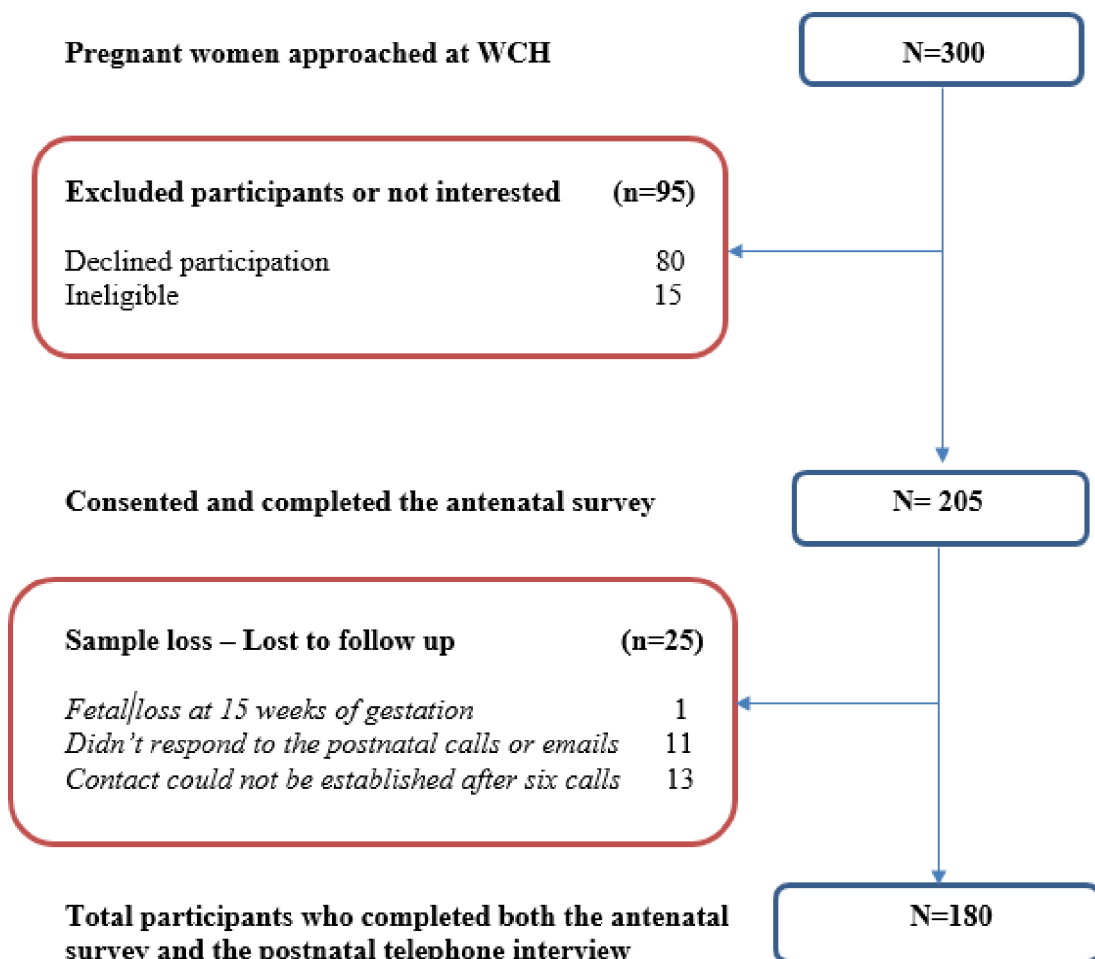 Pregnant women approached at WCH N=300
Excluded participants or not interested (n=95)
Declined participation 80
Ineligible 15
Consented and completed the antenatal survey N= 205
Sample loss – Lost to follow up (n=25)
Fetal loss at 15 weeks of gestation 1
Didn't respond to the postnatal calls or emails 11
Contact could not be established after six calls 13
Total participants who completed both the antenatal N=180
survey and the postnatal telephone interview